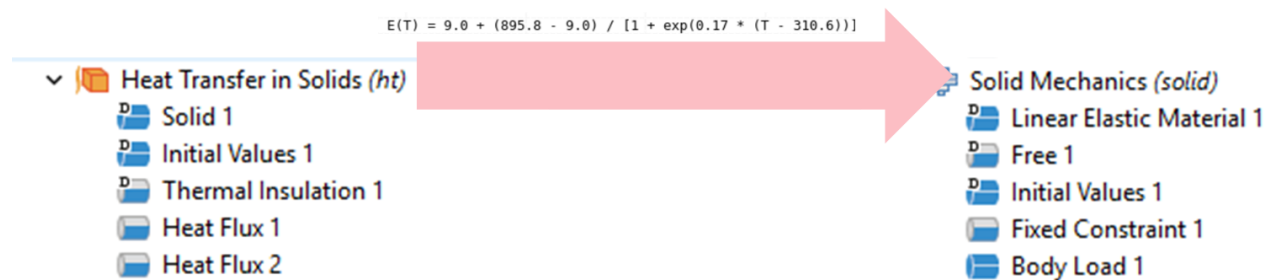 E(T) = 9.0 + (895.8 - 9.0) / [1 + exp(0.17 * (T - 310.6))]
Heat Transfer in Solids (ht)
D Solid 1
D Initial Values 1
D Thermal Insulation 1
Heat Flux 1
Heat Flux 2
Solid Mechanics (solid)
D Linear Elastic Material 1
D Free 1
D Initial Values 1
Fixed Constraint 1
Body Load 1